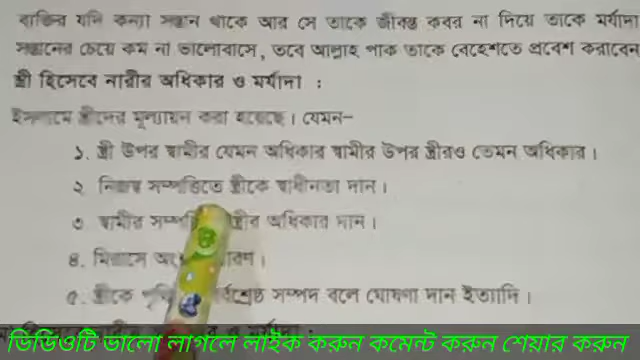 ব্যক্তির যদি কন্যা সন্তান থাকে আর সে তাকে জীবন্ত কবর না দিয়ে তাকে মর্যাদা
সন্তানের চেয়ে কম না ভালোবাসে, তবে আল্লাহ পাক তাকে বেহেশতে প্রবেশ করাবেন
স্ত্রী হিসেবে নারীর অধিকার ও মর্যাদা :
ইসলামে স্ত্রীদের মূল্যায়ন করা হয়েছে। যেমন-
১. স্ত্রী উপর স্বামীর যেমন অধিকার স্বামীর উপর স্ত্রীরও তেমন অধিকার।
২. নিজস্ব সম্পত্তিতে স্ত্রীকে স্বাধীনতা দান।
৩. স্বামীর স্ত্রীর অধিকার দান।
৪. মিরাসে
৫. স্ত্রীকে সম্পদ বলে ঘোষণা দান ইত্যাদি।
ও মর্যাদা :
ভিডিওটি ভালো লাগলে লাইক করুন কমেন্ট করুন শেয়ার করুন